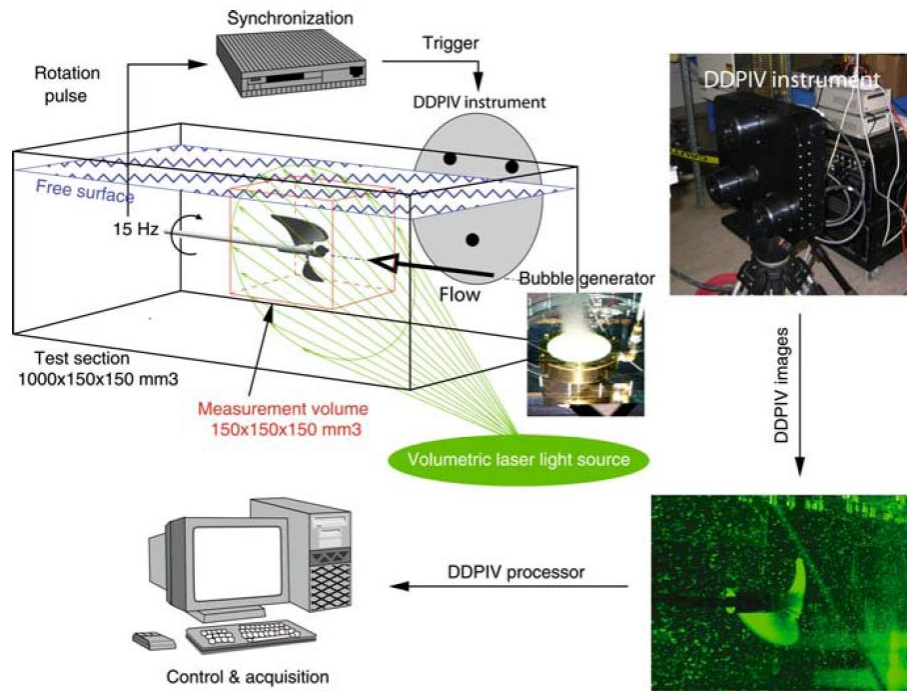 Synchronization
Trigger
Rotation
pulse
DDPIV instrument
DDPIV instrument
Free surface
15 Hz
Flow
Bubble generator
Test section
1000x150x150 mm3
Measurement volume
150x150x150 mm3
Volumetric laser light source
DDPIV images
DDPIV processor
Control & acquisition